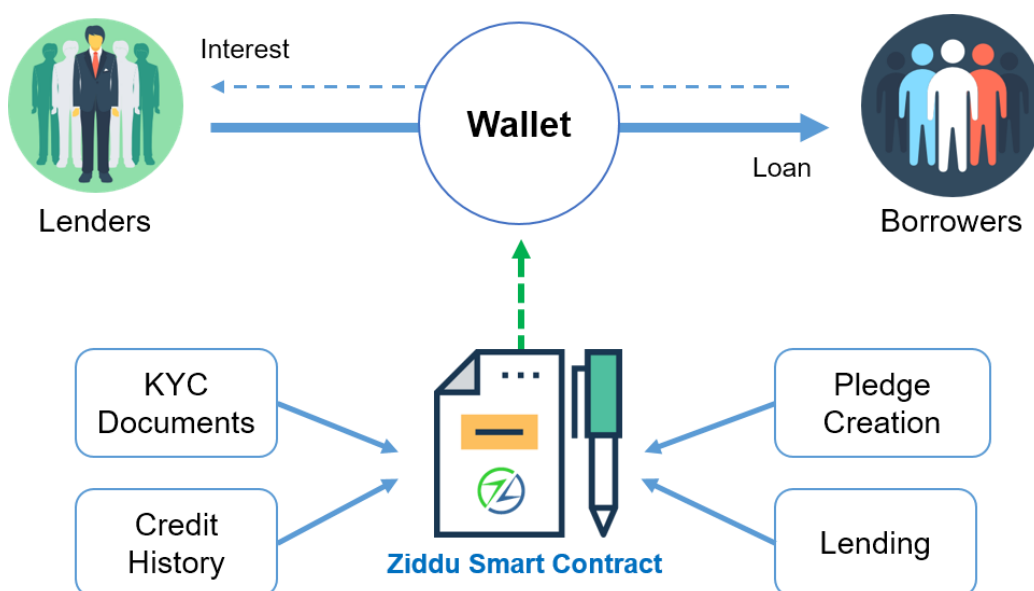 Interest
Wallet
Loan
Lenders
Borrowers
KYC
Documents
Pledge
Creation
Credit
History
Lending
Ziddu Smart Contract